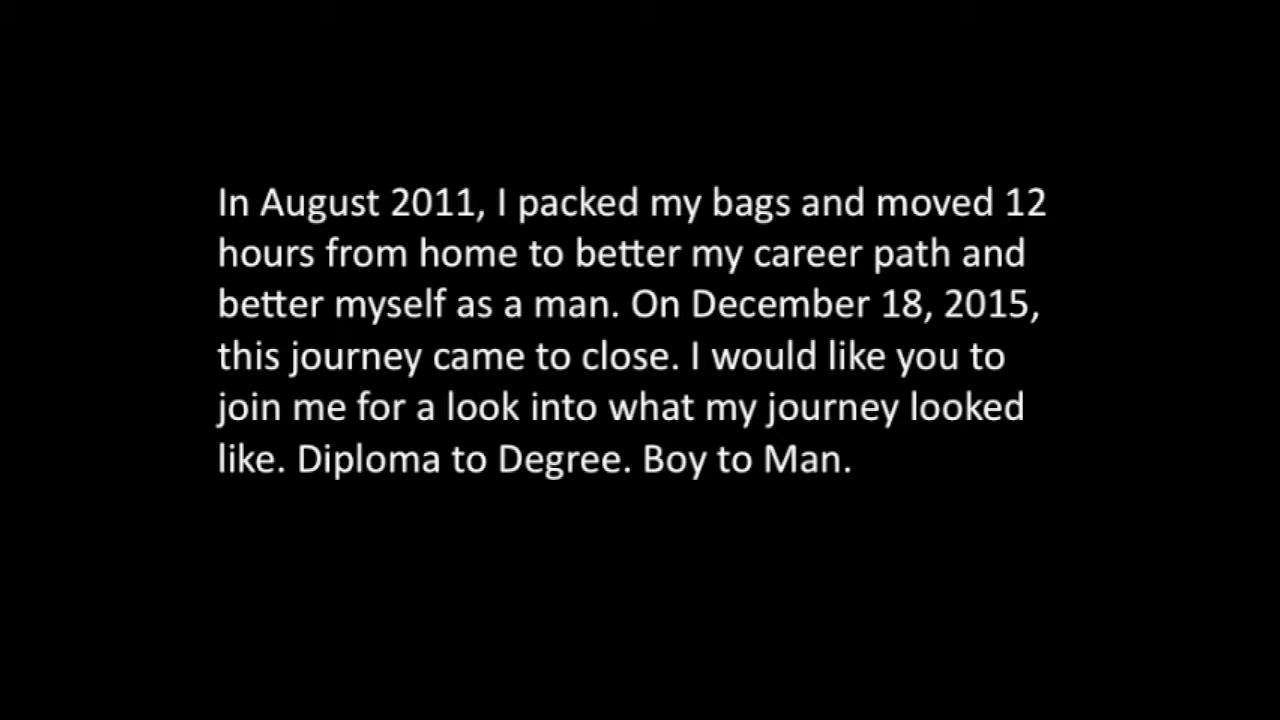 In August 2011, I packed my bags and moved 12
hours from home to better my career path and
better myself as a man. On December 18, 2015,
this journey came to close. I would like you to
join me for a look into what my journey looked
like. Diploma to Degree. Boy to Man.